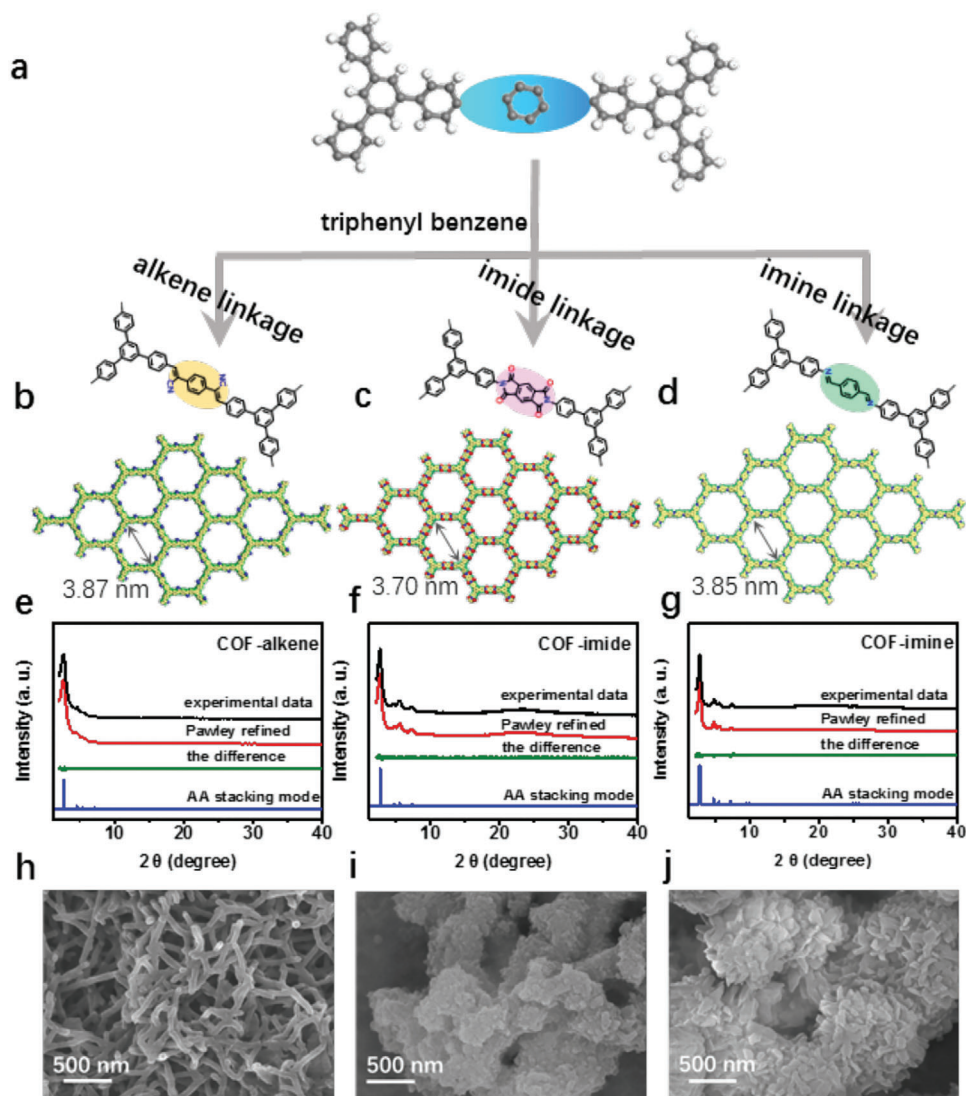 a
triphenyl benzene
alkene linkage
imide linkage
imine linkage
b
c
d
3.87 nm
3.70 nm
3.85 nm
e
f
g
COF-alkene
experimental data
Pawley refined
the difference
AA stacking mode
Intensity (a. u.)
10 20 30 40
2 θ (degree)
COF-imide
experimental data
Pawley refined
the difference
AA stacking mode
Intensity (a. u.)
10 20 30 40
2 θ (degree)
COF-imine
experimental data
Pawley refined
the difference
AA stacking mode
Intensity (a. u.)
10 20 30 40
2 θ (degree)
h
i
j
500 nm
500 nm
500 nm